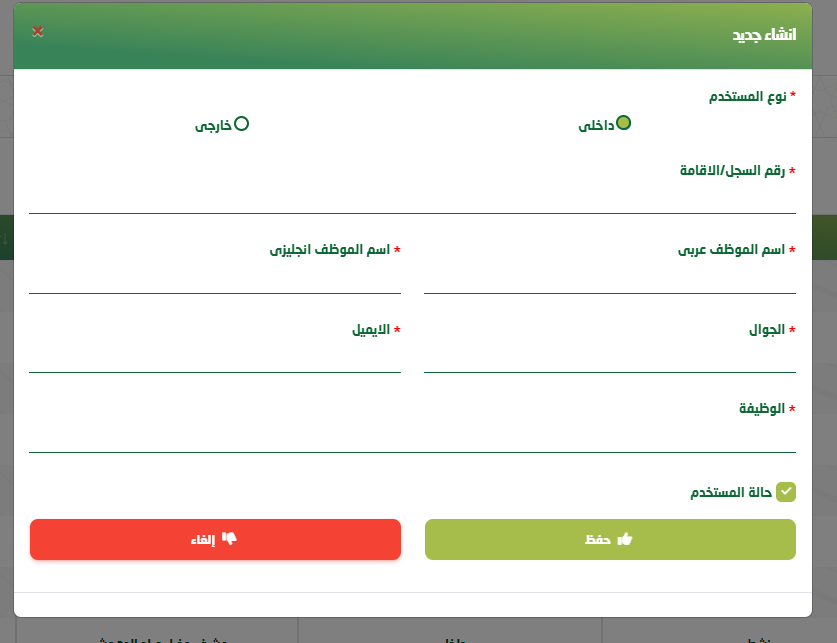 انشاء جديد
* نوع المستخدم
داخلى
خارجى
* رقم السجل/الاقامة
* اسم الموظف عربى
* اسم الموظف انجليزى
* الجوال
* الايميل
* الوظيفة
حالة المستخدم
حفظ
إلغاء